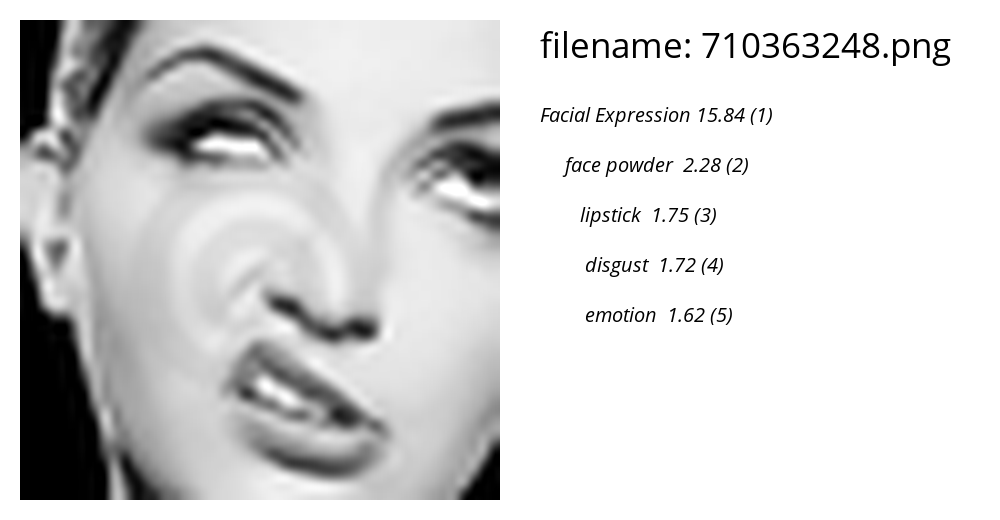 filename: 710363248.png
Facial Expression 15.84 (1)
face powder 2.28 (2)
lipstick 1.75 (3)
disgust 1.72 (4)
emotion 1.62 (5)